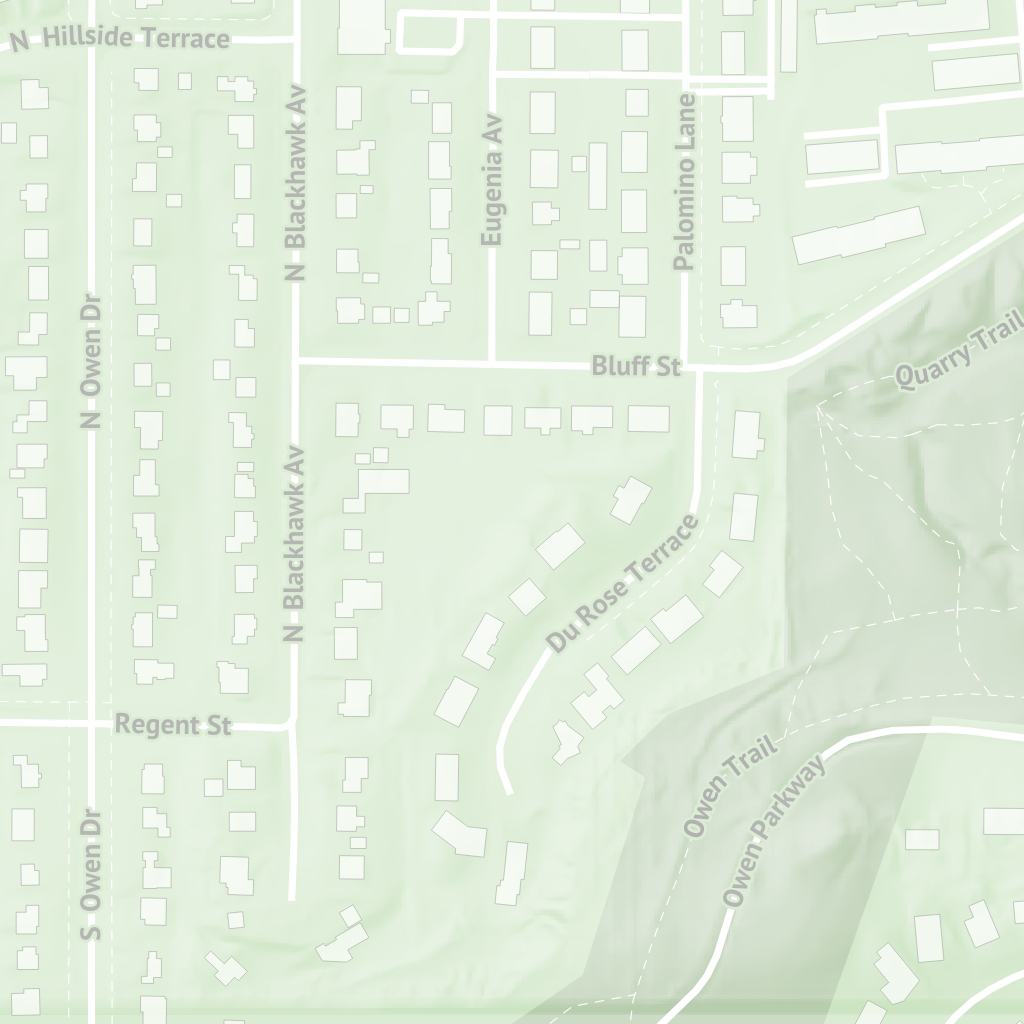 N Hillside Terrace
N Blackhawk Av
Eugenia Av
Palomino Lane
N Owen Dr
Quarry Trail
Bluff St
N Blackhawk Av
Du Rose Terrace
Regent St
Owen Trail
Owen Parkway
S Owen Dr